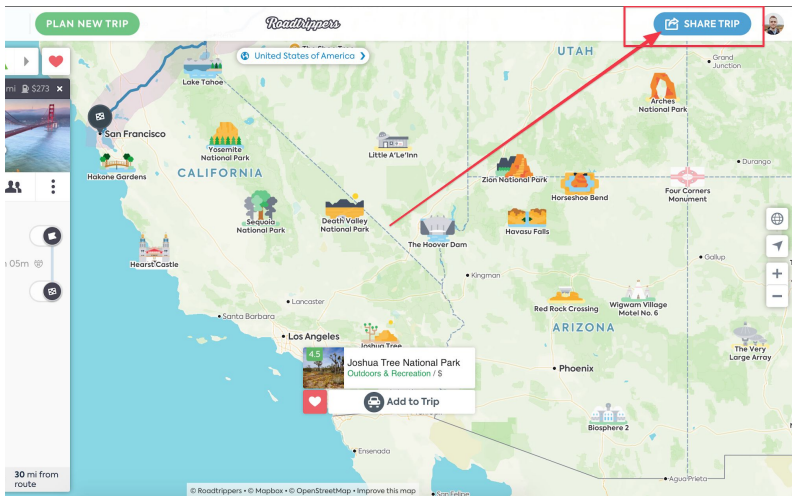 PLAN NEW TRIP
Roadtrippers
SHARE TRIP
United States of America
UTAH
Grand
Junction
mi
$273
Lake Tahoe
Arches
National Park
San Francisco
Yosemite
National Park
Little A'Le'Inn
Durango
Hakone Gardens
CALIFORNIA
Zion National Park
Horseshoe Bend
Four Corners
Monument
Sequoia
National Park
Death Valley
National Park
Havasu Falls
The Hoover Dam
05m
Hearst Castle
Gallup
Kingman
Lancaster
Santa Barbara
Red Rock Crossing
Wigwam Village
Motel No. 6
ARIZONA
Los Angeles
Joshua Tree
The Very
Large Array
4.5
Joshua Tree National Park
Outdoors & Recreation / $
Phoenix
Add to Trip
Biosphere 2
Ensenada
30 mi from
route
Agua Prieta
© Roadtrippers • © Mapbox • © OpenStreetMap • Improve this map
San Felipe